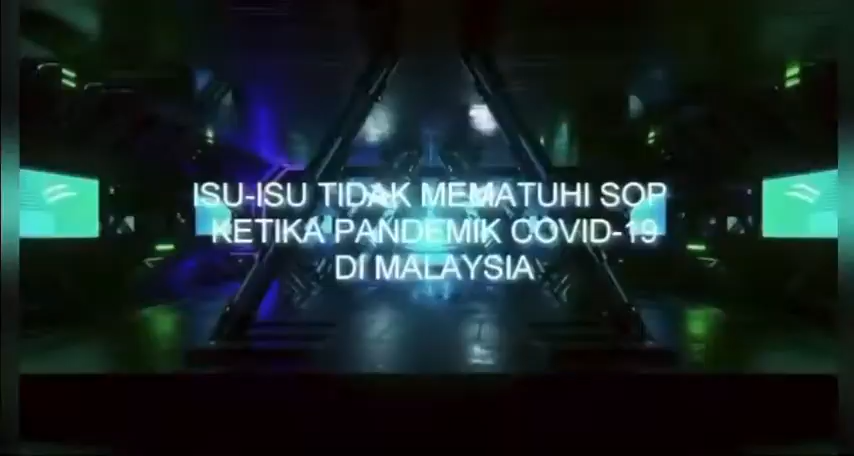 ISU-ISU TIDAK MEMATUHI SOP
KETIKA PANDEMIK COVID-19
DI MALAYSIA